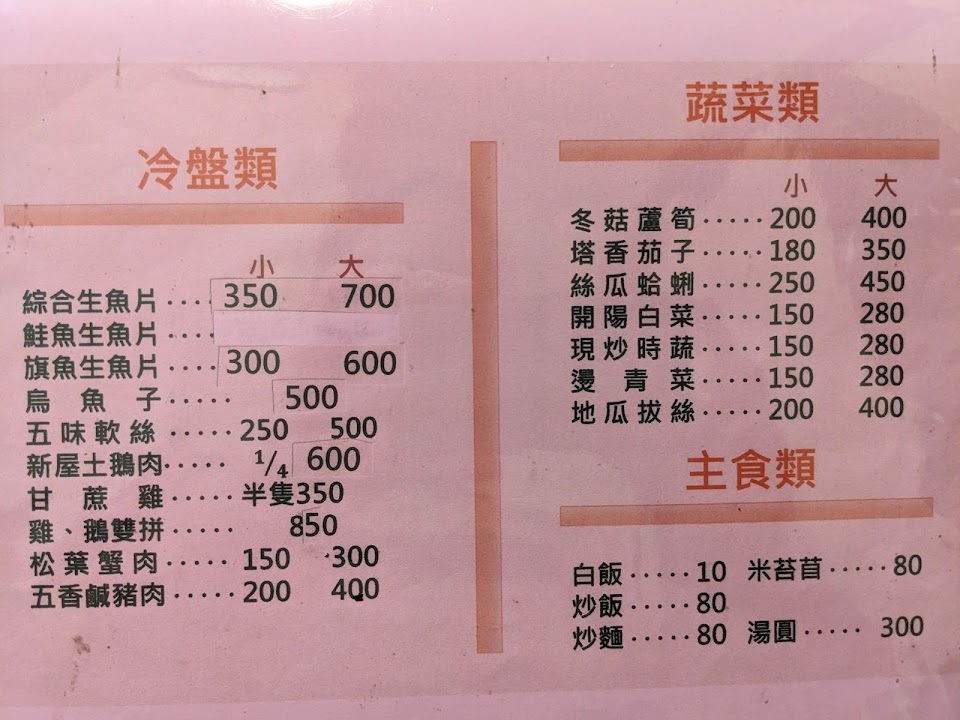 冷盤類
小 大
綜合生魚片····350 700
鮭魚生魚片·····
旗魚生魚片·····300 600
烏魚子·····500
五味軟絲·····250 500
新屋土鵝肉····· 1/4 600
甘蔗雞·····半隻350
雞、鵝雙拼····· 850
松葉蟹肉·····150 300
五香鹹豬肉·····200 400
蔬菜類
小 大
冬菇蘆筍·····200 400
塔香茄子·····180 350
絲瓜蛤蜊·····250 450
開陽白菜·····150 280
現炒時蔬·····150 280
燙青菜·····150 280
地瓜拔絲·····200 400
主食類
白飯·····10 米苔苜·····80
炒飯·····80
炒麵·····80 湯圓·····300